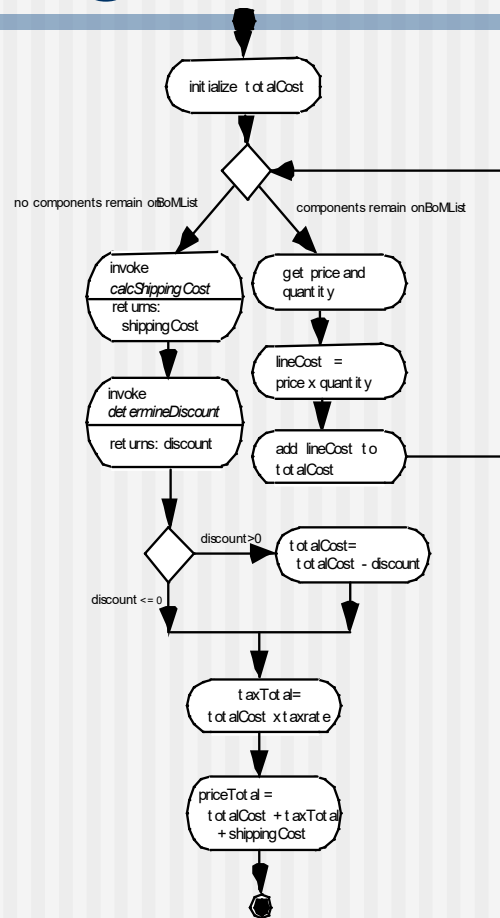 initialize totalCost
no components remain onBoMList
components remain onBoMList
invoke
calcShippingCost
returns:
shippingCost
get price and
quantity
invoke
determineDiscount
returns: discount
lineCost =
price x quantity
add lineCost to
totalCost
discount>0
totalCost=
totalCost - discount
discount <= 0
taxTotal=
totalCost x taxrate
priceTotal =
totalCost + taxTotal
+ shippingCost